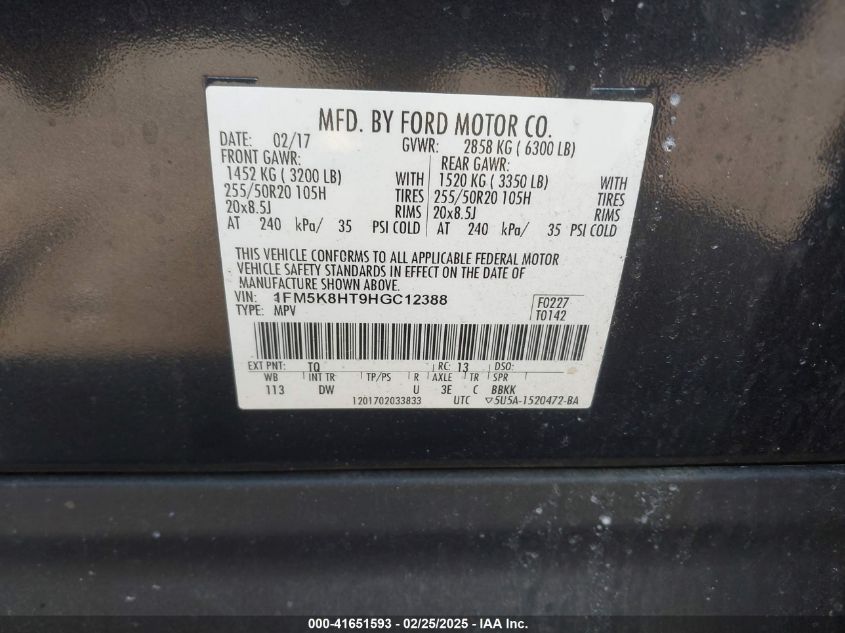 MFD. BY FORD MOTOR CO.
DATE: 02/17 GVWR: 2858 KG ( 6300 LB)
FRONT GAWR: REAR GAWR:
1452 KG ( 3200 LB) WITH 1520 KG ( 3350 LB) WITH
255/50R20 105H TIRES 255/50R20 105H TIRES
20x8.5J RIMS 20x8.5J RIMS
AT 240 kPa/ 35 PSI COLD AT 240 kPa/ 35 PSI COLD
THIS VEHICLE CONFORMS TO ALL APPLICABLE FEDERAL MOTOR
VEHICLE SAFETY STANDARDS IN EFFECT ON THE DATE OF
MANUFACTURE SHOWN ABOVE.
VIN: 1FM5K8HT9HGC12388 F0227
TYPE: MPV T0142
EXT PNT: TQ RC: 13 DSO:
WB INT TR TP/PS R AXLE TR SPR
113 DW U 3E C BBKK
1201702033833 UTC ▽5U5A-1520472-BA
000-41651593 - 02/25/2025 - IAA Inc.